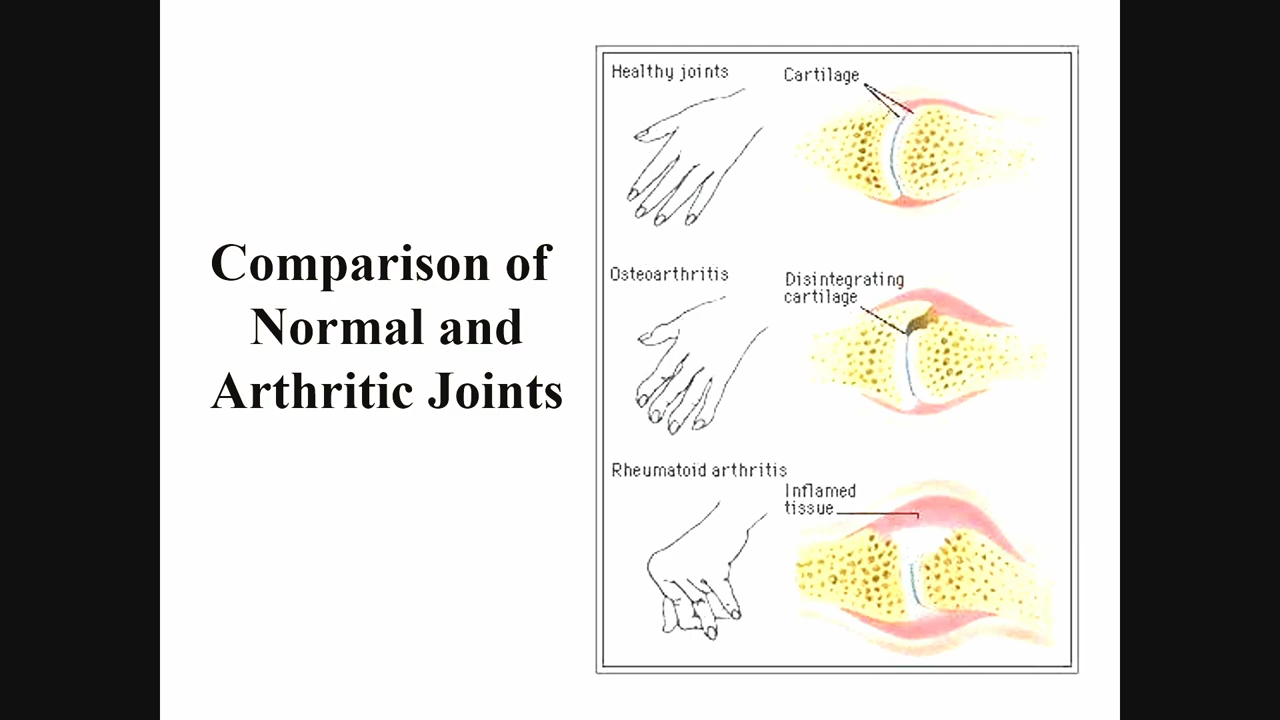 Comparison of
Normal and
Arthritic Joints
Healthy joints
Cartilage
Osteoarthritis
Disintegrating
cartilage
Rheumatoid arthritis
Inflamed
tissue